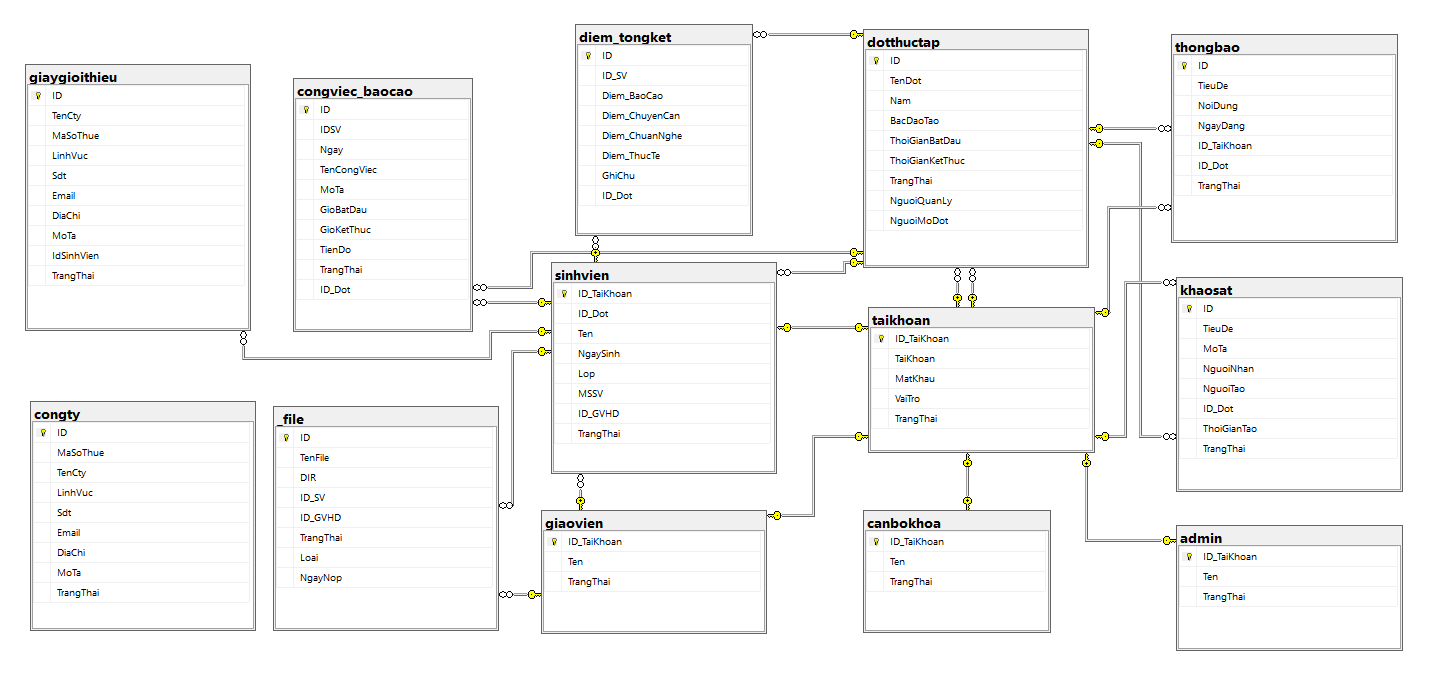 giaygioithieu
ID
TenCty
MaSoThue
LinhVuc
Sdt
Email
DiaChi
MoTa
IdSinhVien
TrangThai
congviec_baocao
ID
IDSV
Ngay
TenCongViec
MoTa
GioBatDau
GioKetThuc
TienDo
TrangThai
ID_Dot
diem_tongket
ID
ID_SV
Diem_BaoCao
Diem_ChuyenCan
Diem_ChuanNghe
Diem_ThucTe
GhiChu
ID_Dot
dotthuctap
ID
TenDot
Nam
BacDaoTao
ThoiGianBatDau
ThoiGianKetThuc
TrangThai
NguoiQuanLy
NguoiMoDot
thongbao
ID
TieuDe
NoiDung
NgayDang
ID_TaiKhoan
ID_Dot
TrangThai
sinhvien
ID_TaiKhoan
ID_Dot
Ten
NgaySinh
Lop
MSSV
ID_GVHD
TrangThai
taikhoan
ID_TaiKhoan
TaiKhoan
MatKhau
VaiTro
TrangThai
khaosat
ID
TieuDe
MoTa
NguoiNhan
NguoiTao
ID_Dot
ThoiGianTao
TrangThai
congty
ID
MaSoThue
TenCty
LinhVuc
Sdt
Email
DiaChi
MoTa
TrangThai
_file
ID
TenFile
DIR
ID_SV
ID_GVHD
TrangThai
Loai
NgayNop
giaovien
ID_TaiKhoan
Ten
TrangThai
canbokhoa
ID_TaiKhoan
Ten
TrangThai
admin
ID_TaiKhoan
Ten
TrangThai